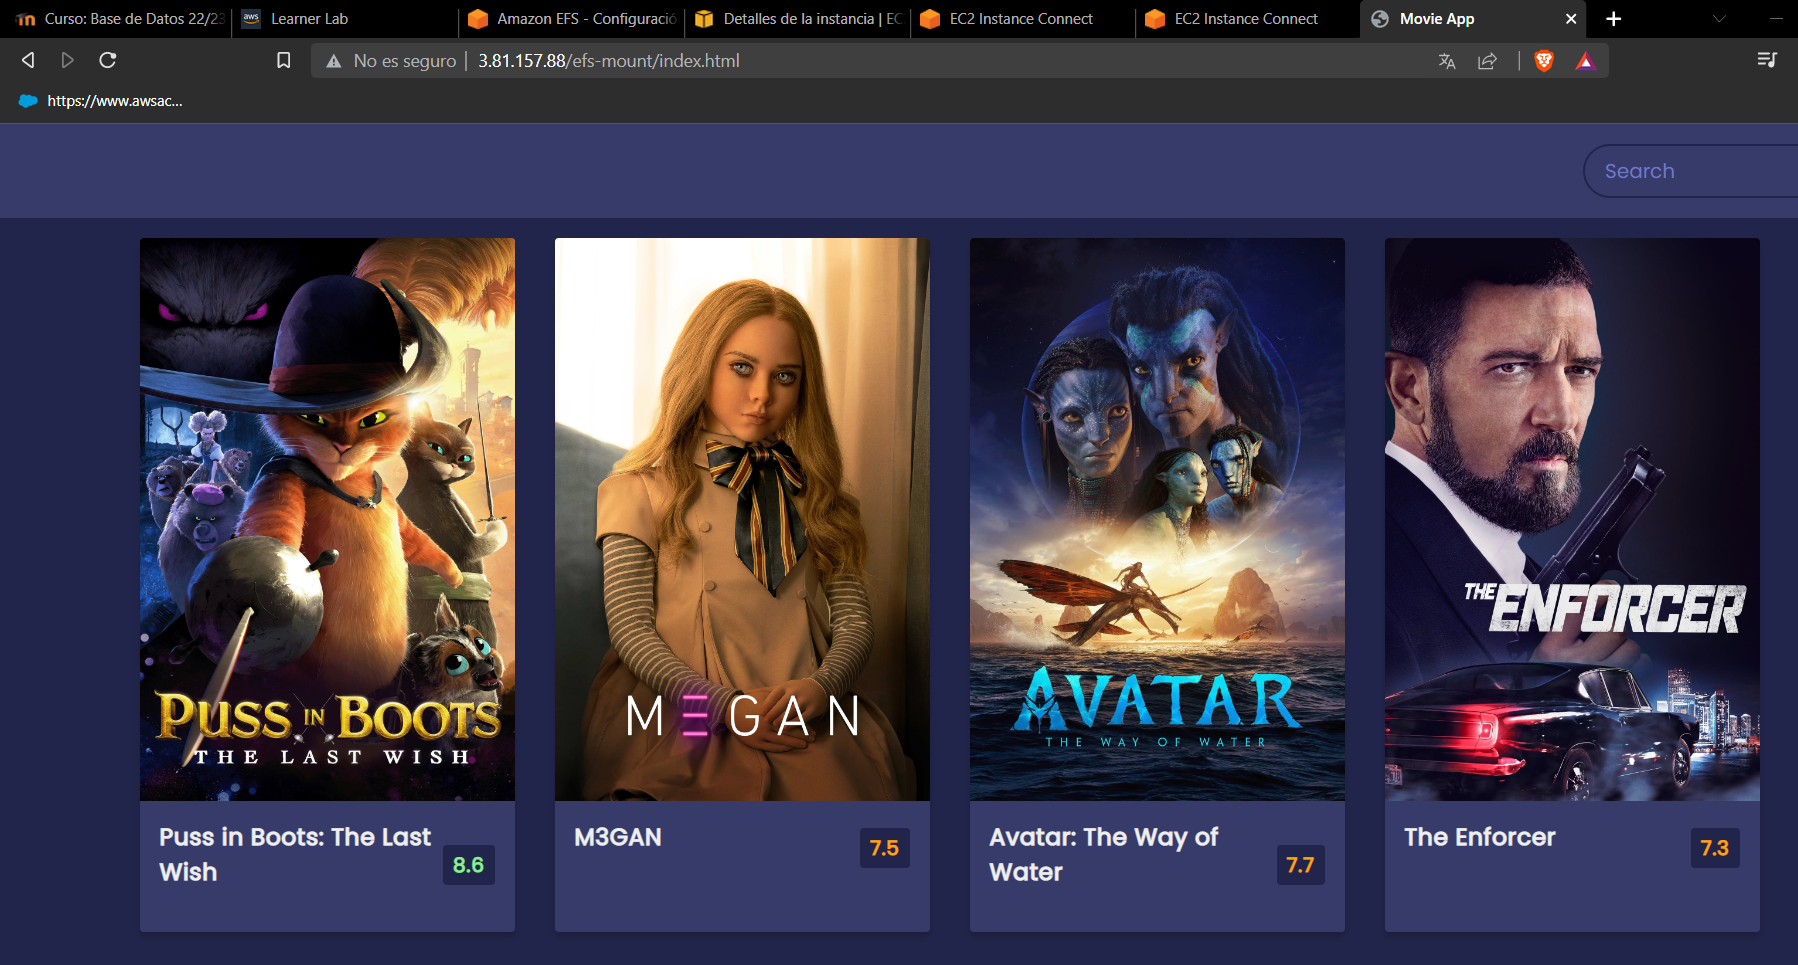 Curso: Base de Datos 22/23
Learner Lab
Amazon EFS - Configuració
Detalles de la instancia | EC
EC2 Instance Connect
EC2 Instance Connect
Movie App
No es seguro | 3.81.157.88/efs-mount/index.html
https://www.awsac...
Search
PUSS IN BOOTS
THE LAST WISH
M3GAN
AVATAR
THE WAY OF WATER
THE ENFORCER
Puss in Boots: The Last
Wish
8.6
M3GAN
7.5
Avatar: The Way of
Water
7.7
The Enforcer
7.3